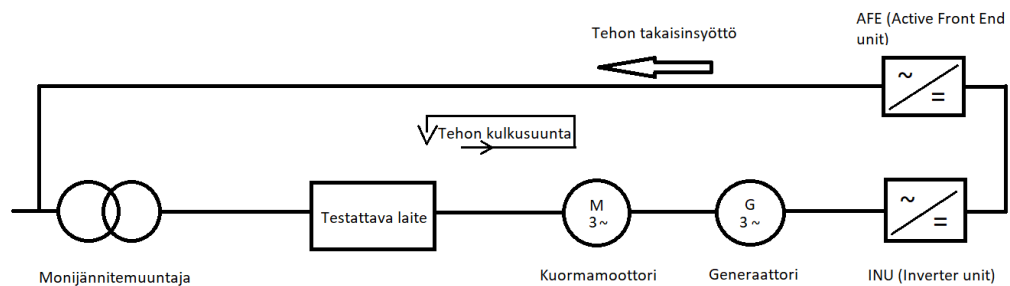 AFE (Active Front End
unit)
Tehon takaisinsyöttö
~
=
Tehon kulkusuunta
Testattava laite
M
3 ~
G
3 ~
~
=
Monijännitemuuntaja
Kuormamoottori
Generaattori
INU (Inverter unit)